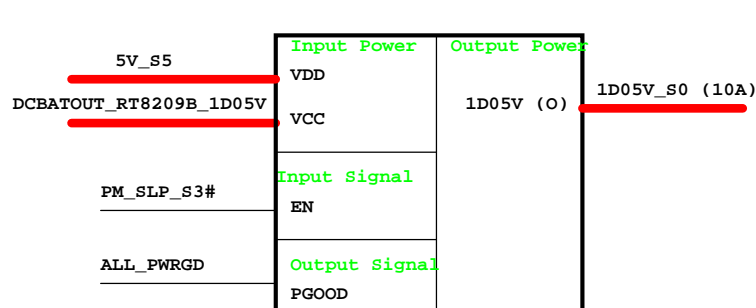 Input Power
Output Power
5V_S5
VDD
1D05V_S0 (10A)
DCBATOUT_RT8209B_1D05V
1D05V (O)
VCC
Input Signal
PM_SLP_S3#
EN
ALL_PWRGD
Output Signal
PGOOD